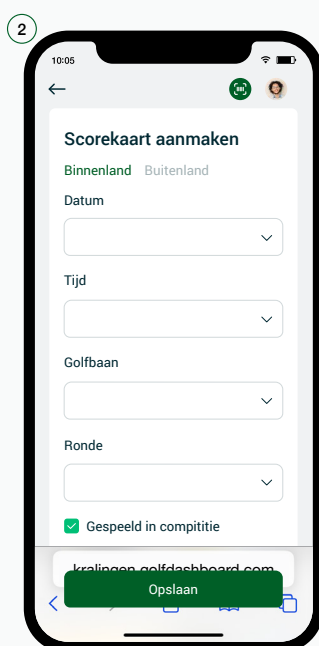 2
10:05
Scorekaart aanmaken
Binnenland Buitenland
Datum
Tijd
Golfbaan
Ronde
Gespeeld in compititie
kralingen.golfdashboard.com
Opslaan